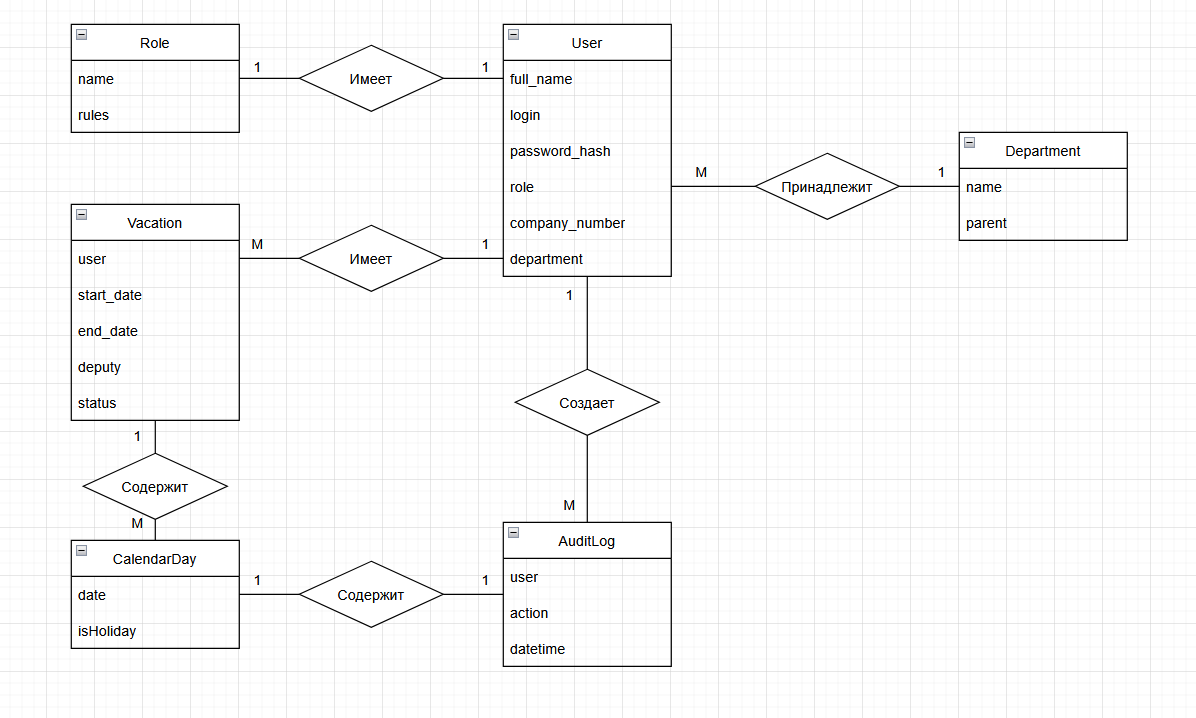 Role
name
rules
1
Имеет
1
User
full_name
login
password_hash
role
company_number
department
M
Принадлежит
1
Department
name
parent
Vacation
user
start_date
end_date
deputy
status
M
Имеет
1
1
Создает
M
1
Содержит
M
CalendarDay
date
isHoliday
1
Содержит
1
AuditLog
user
action
datetime